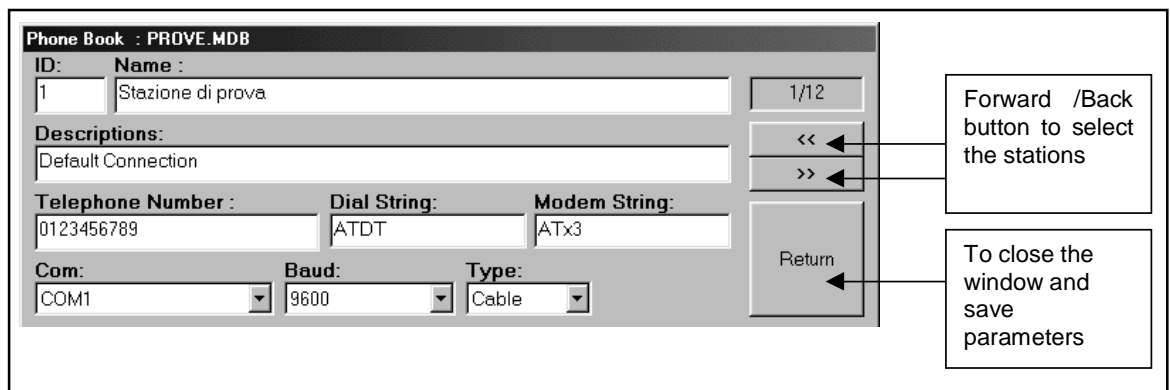 Phone Book : PROVE.MDB
ID: Name :
1 Stazione di prova
1/12
Descriptions:
Default Connection
<<
>>
Telephone Number : Dial String: Modem String:
0123456789 ATDT ATx3
Com: Baud: Type:
COM1 9600 Cable
Return
Forward /Back
button to select
the stations
To close the
window and
save
parameters